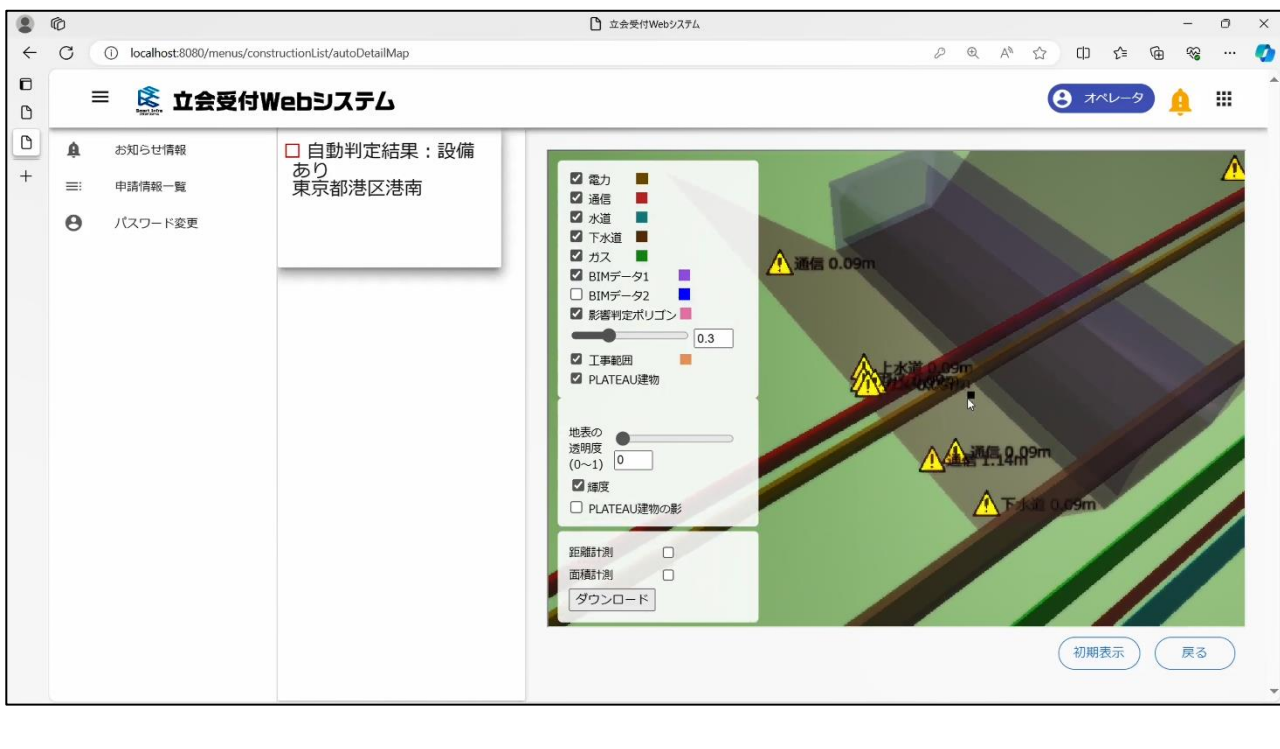 立会受付Webシステム
localhost:8080/menus/constructionList/autoDetailMap
立会受付Webシステム
オペレータ
お知らせ情報
申請情報一覧
パスワード変更
自動判定結果：設備
あり
東京都港区港南
電力
通信
水道
下水道
ガス
BIMデータ1
BIMデータ2
影響判定ポリゴン
0.3
工事範囲
PLATEAU建物
地表の
透明度
(0～1)
0
輝度
PLATEAU建物の影
距離計測
面積計測
ダウンロード
通信 0.09m
上水道 0.09m
通信 0.09m
通信 1.14m
下水道 0.69m
初期表示
戻る